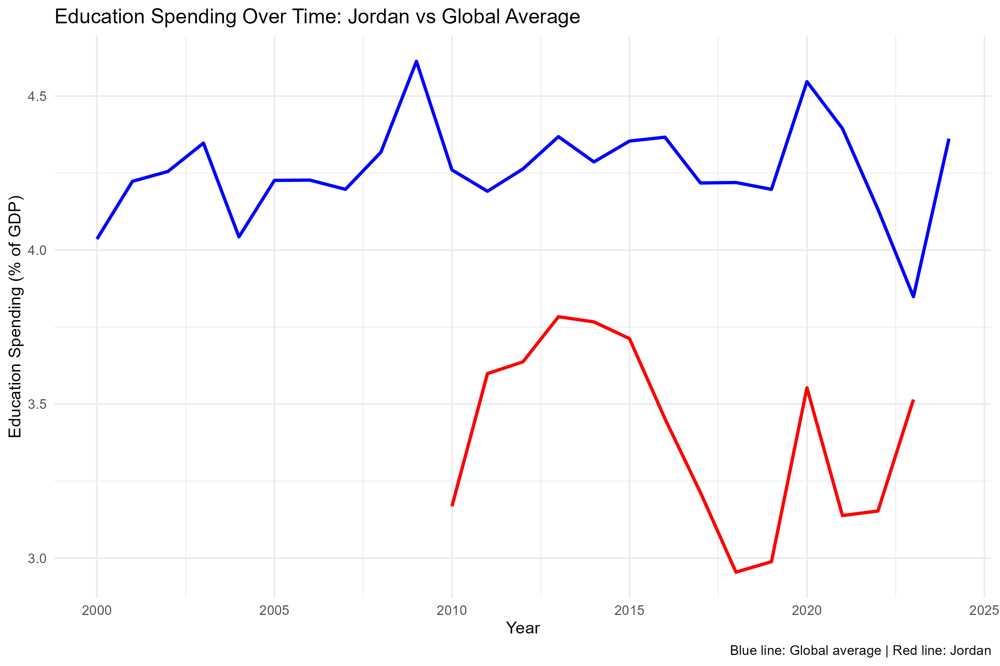 Education Spending Over Time: Jordan vs Global Average
Education Spending (% of GDP)
4.5
4.0
3.5
3.0
2000
2005
2010
2015
2020
2025
Year
Blue line: Global average | Red line: Jordan